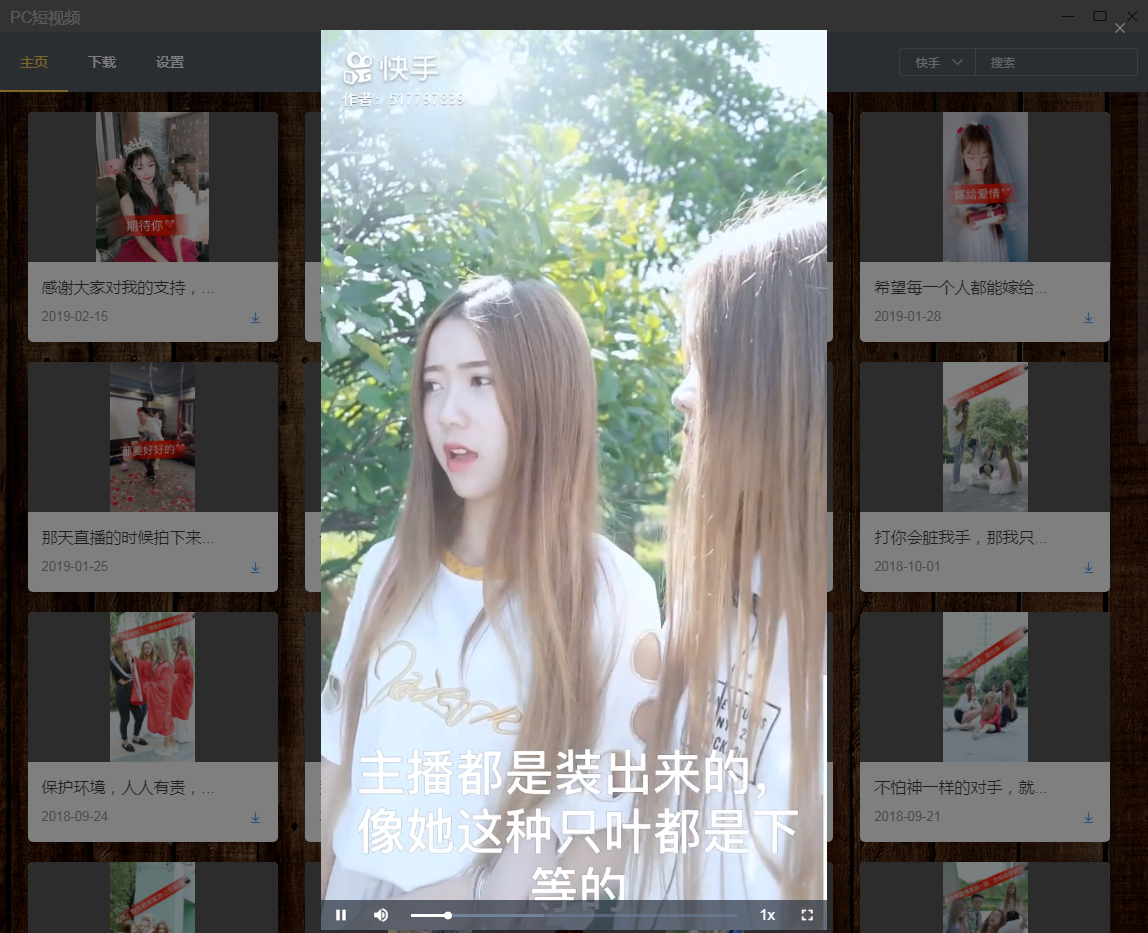 PC短视频
主页
下载
设置
快手
搜索
快手
作者：517797839
期待你
嫁给爱情
感谢大家对我的支持，...
2019-02-15
希望每一个人都能嫁给...
2019-01-28
都要好好的
那天直播的时候拍下来...
2019-01-25
打你会脏我手，那我只...
2018-10-01
保护环境，人人有责，...
2018-09-24
不怕神一样的对手，就...
2018-09-21
主播都是装出来的，
像她这种只叶都是下
等的
1x